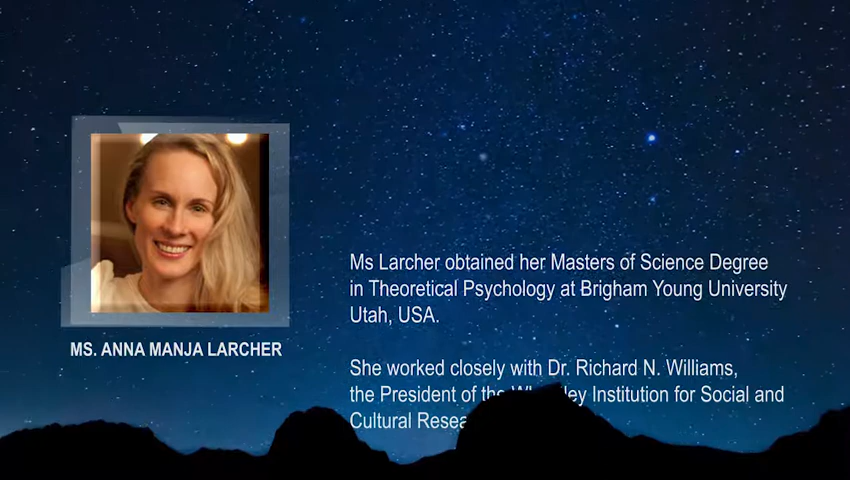 Ms Larcher obtained her Masters of Science Degree
in Theoretical Psychology at Brigham Young University
Utah, USA.
MS. ANNA MANJA LARCHER
She worked closely with Dr. Richard N. Williams,
the President of the Institution for Social and
Cultural